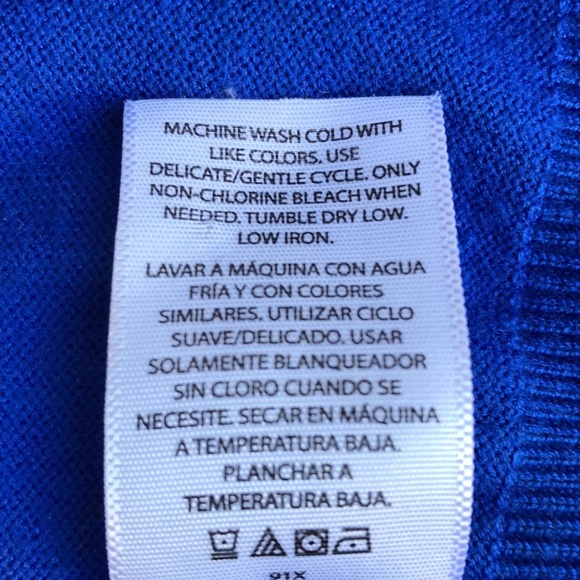 MACHINE WASH COLD WITH
LIKE COLORS. USE
DELICATE/GENTLE CYCLE. ONLY
NON-CHLORINE BLEACH WHEN
NEEDED. TUMBLE DRY LOW.
LOW IRON.
LAVAR A MÁQUINA CON AGUA
FRÍA Y CON COLORES
SIMILARES. UTILIZAR CICLO
SUAVE/DELICADO. USAR
SOLAMENTE BLANQUEADOR
SIN CLORO CUANDO SE
NECESITE. SECAR EN MÁQUINA
A TEMPERATURA BAJA.
PLANCHAR A
TEMPERATURA BAJA.